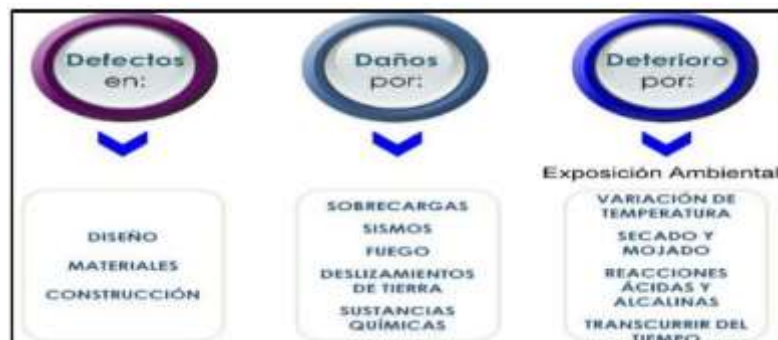 Defectos
en:
DISEÑO
MATERIALES
CONSTRUCCIÓN
Daños
por:
SOBRECARGAS
SISMOS
FUEGO
DESLIZAMIENTOS
DE TIERRA
SUSTANCIAS
QUÍMICAS
Deterioro
por:
Exposición Ambiental
VARIACIÓN DE
TEMPERATURA
SECADO Y
MOJADO
REACCIONES
ÁCIDAS Y
ALCALINAS
TRANSCURRIR DEL
TIEMPO